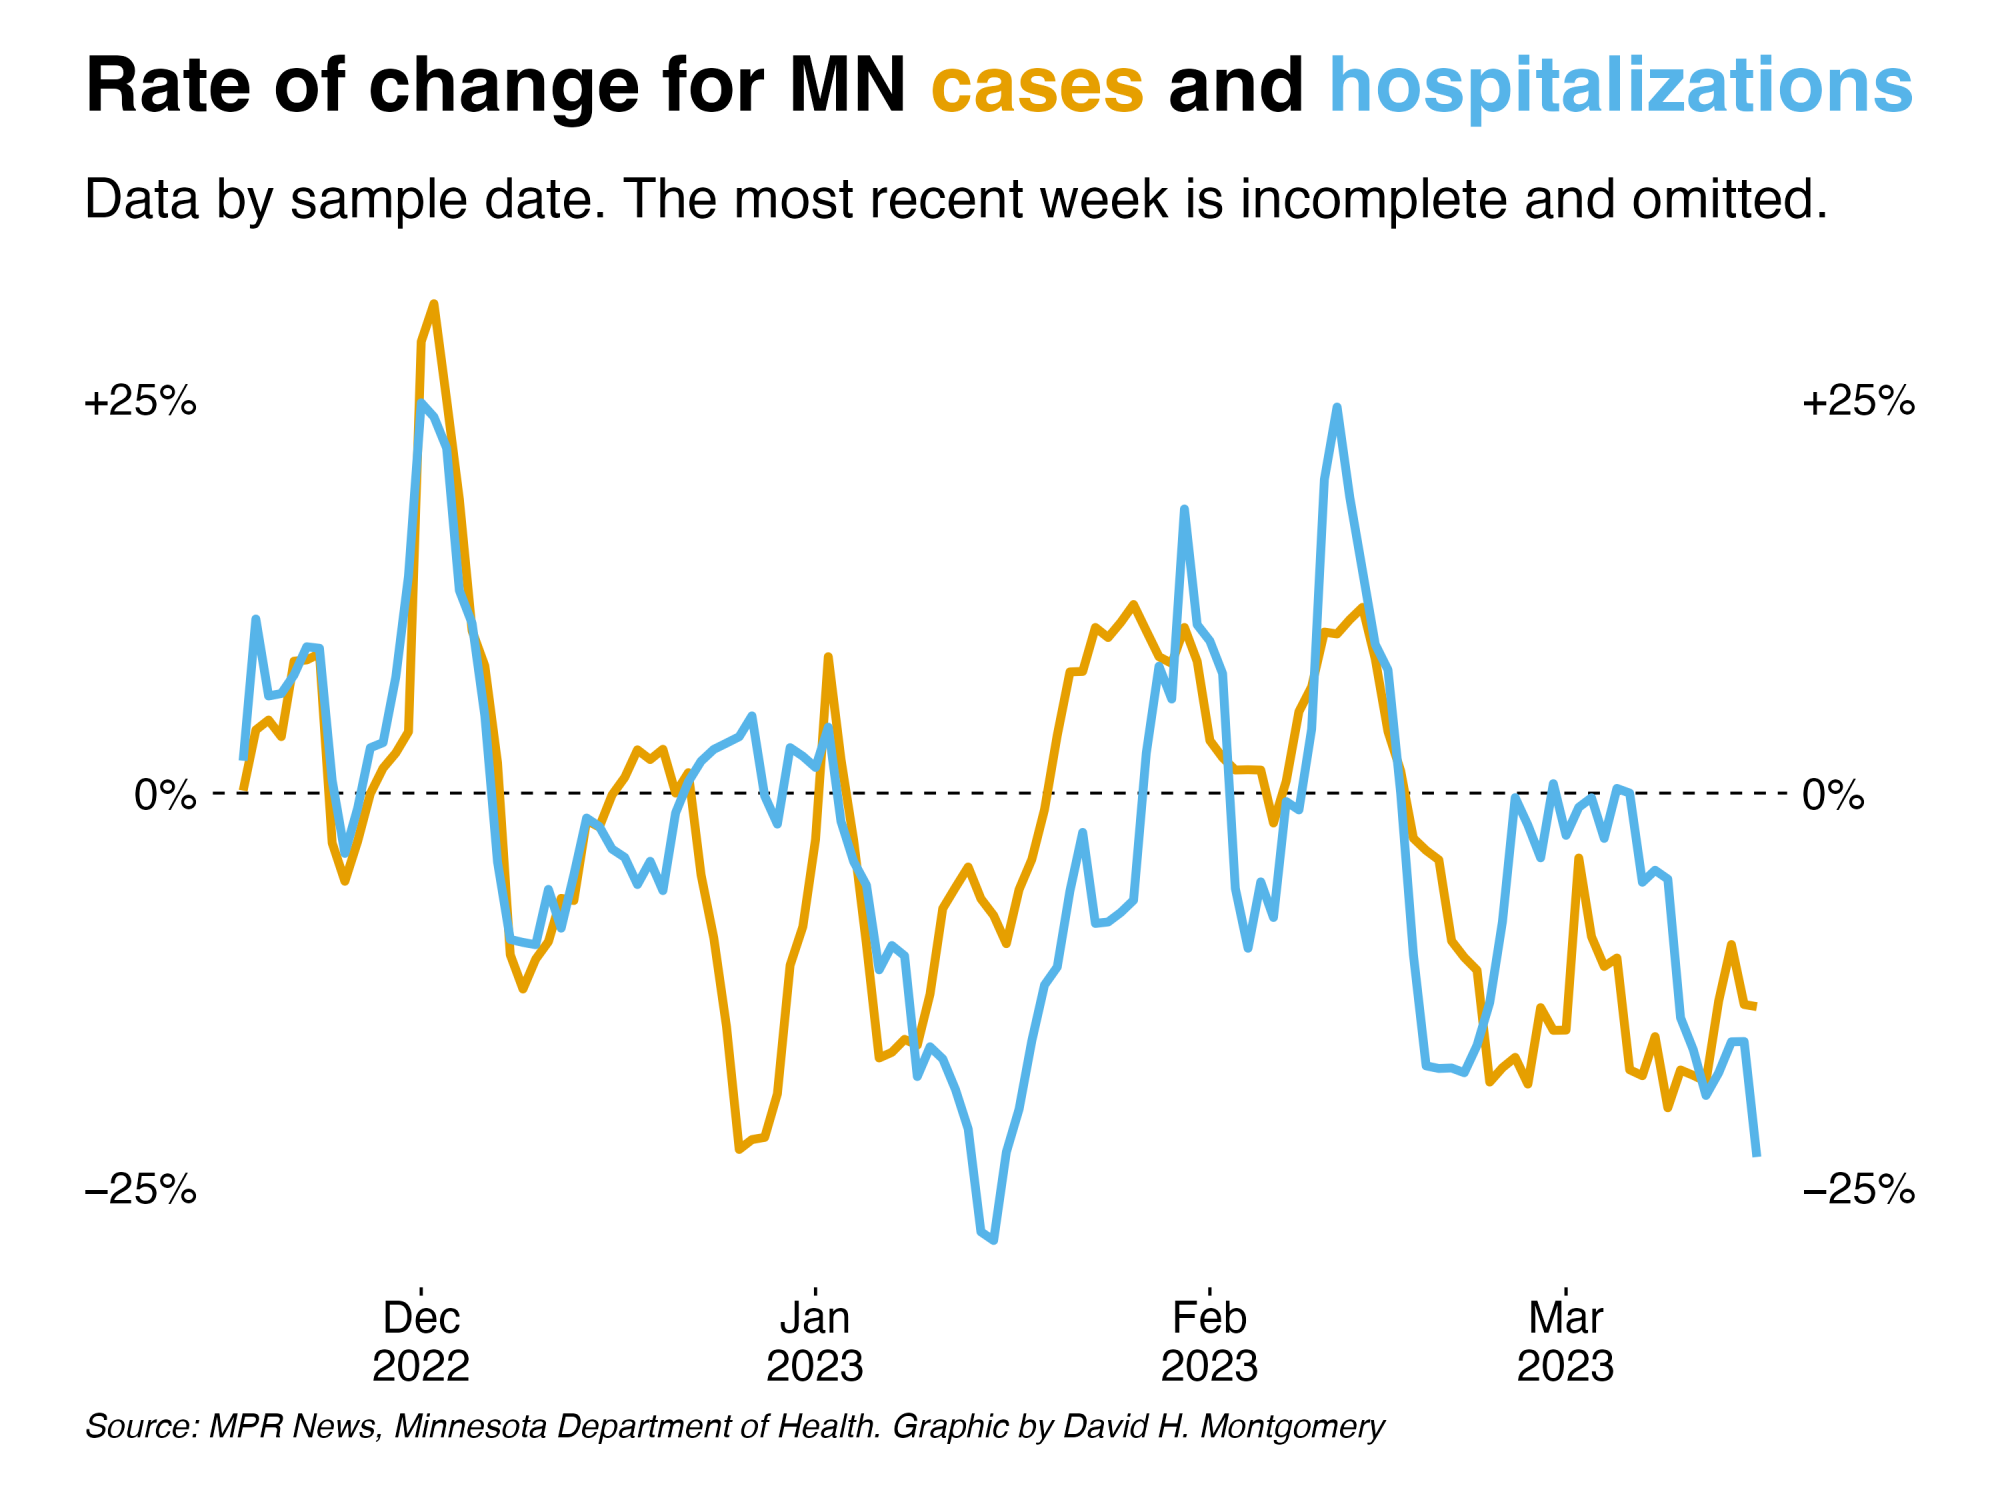 Rate of change for MN cases and hospitalizations
Data by sample date. The most recent week is incomplete and omitted.
+25% +25%
0% 0%
−25% −25%
Dec Jan Feb Mar
2022 2023 2023 2023
Source: MPR News, Minnesota Department of Health. Graphic by David H. Montgomery